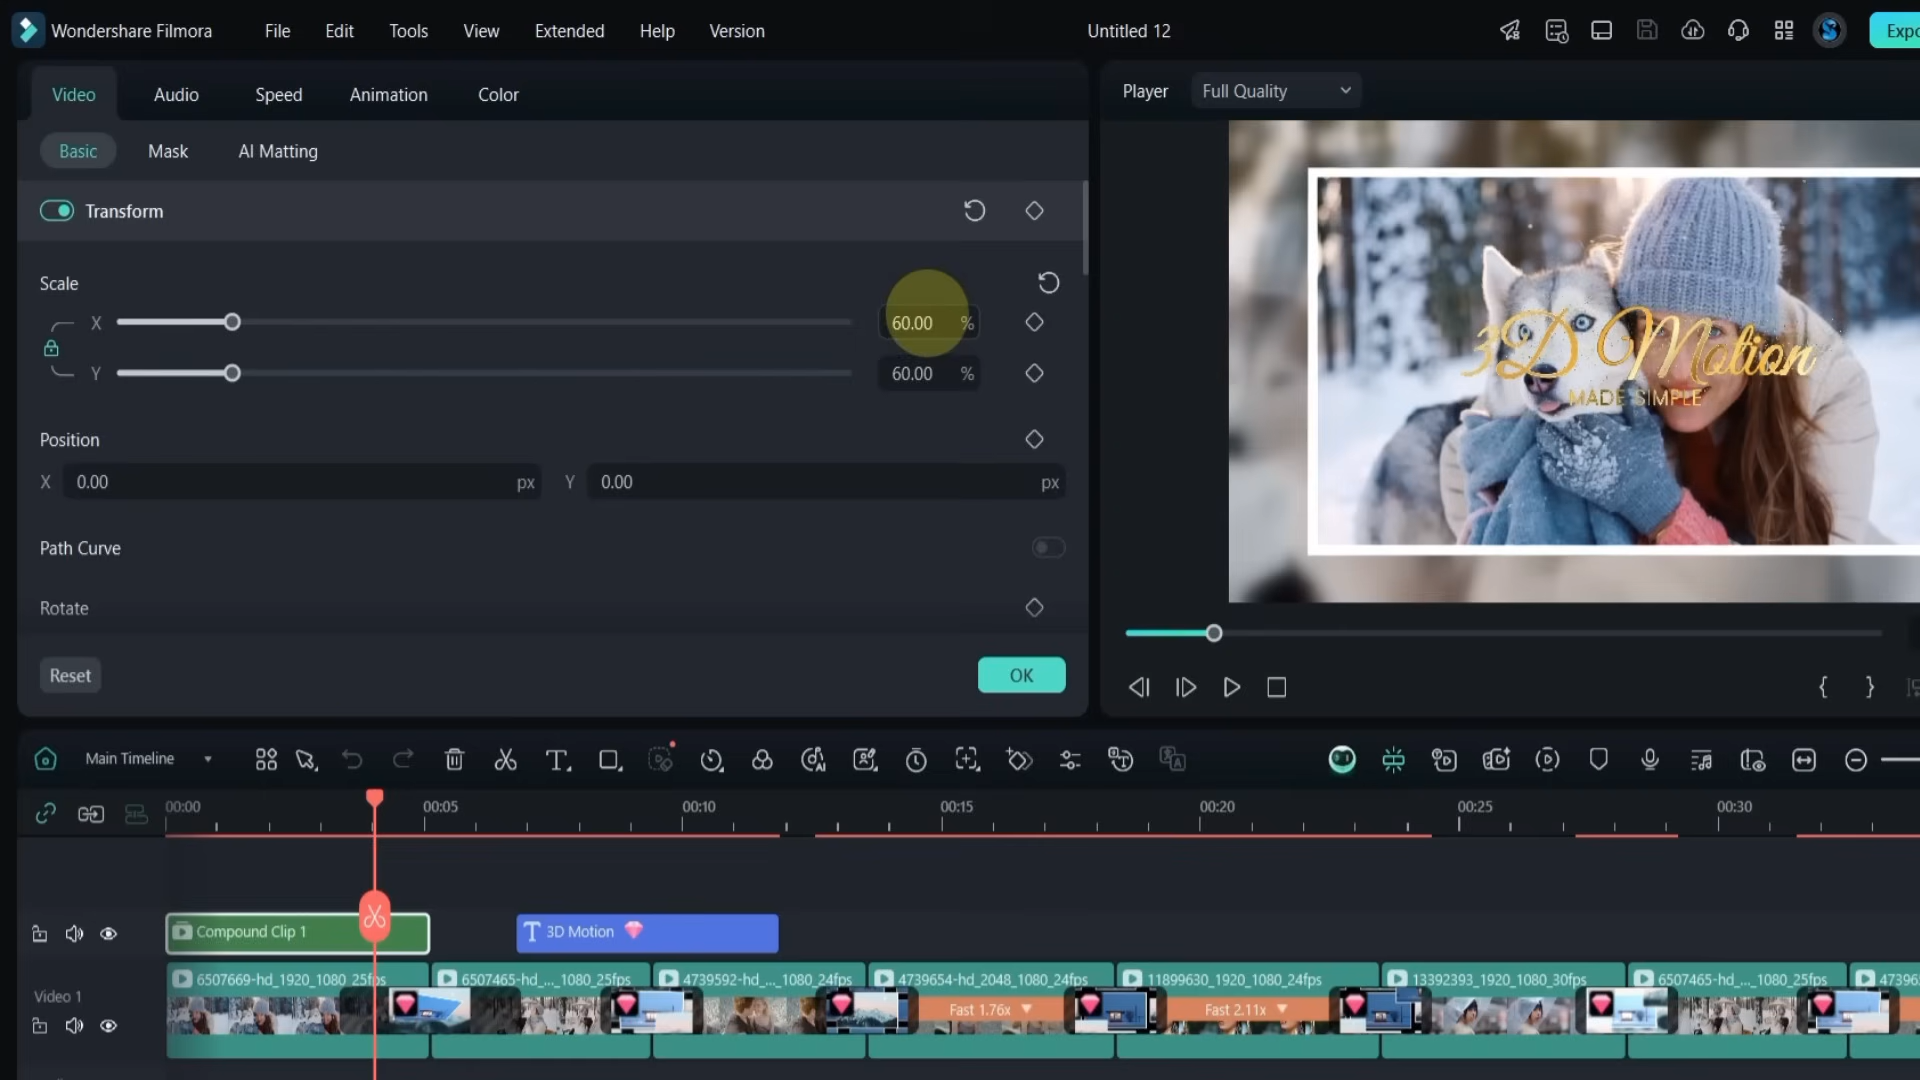 Wondershare Filmora File Edit Tools View Extended Help Version Untitled 12
Video Audio Speed Animation Color
Player Full Quality
Basic Mask AI Matting
Transform
Scale
X 60.00 %
Y 60.00 %
3D Motion
MADE SIMPLE
Position
X 0.00 px Y 0.00 px
Path Curve
Rotate
Reset OK
{ }
Main Timeline
00:00 00:05 00:10 00:15 00:20 00:25 00:30
Compound Clip 1 T 3D Motion
6507669-hd_1920_1080_25fps 6507465-hd_..._1080_25fps 4739592-hd_..._1080_24fps 4739654-hd_2048_1080_24fps 11899630_1920_1080_24fps 13392393_1920_1080_30fps 6507465-hd_..._1080_25fps
Video 1
Fast 1.76x Fast 2.11x